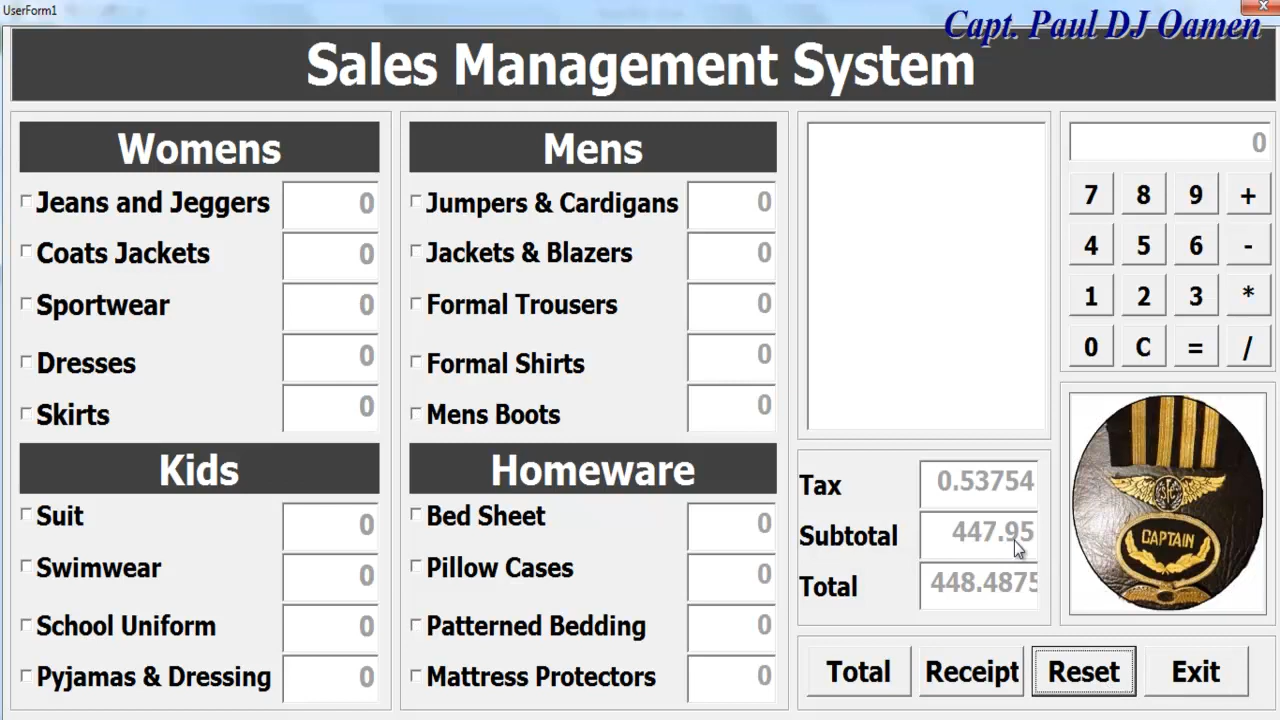 UserForm1
Capt. Paul DJ Oamen
Sales Management System
Womens
Jeans and Jeggers 0
Coats Jackets 0
Sportwear 0
Dresses 0
Skirts 0
Mens
Jumpers & Cardigans 0
Jackets & Blazers 0
Formal Trousers 0
Formal Shirts 0
Mens Boots 0
Kids
Suit 0
Swimwear 0
School Uniform 0
Pyjamas & Dressing 0
Homeware
Bed Sheet 0
Pillow Cases 0
Patterned Bedding 0
Mattress Protectors 0
Tax 0.53754
Subtotal 447.95
Total 448.4875
Total Receipt Reset Exit
0
7 8 9 +
4 5 6 -
1 2 3 *
0 C = /
CAPTAIN